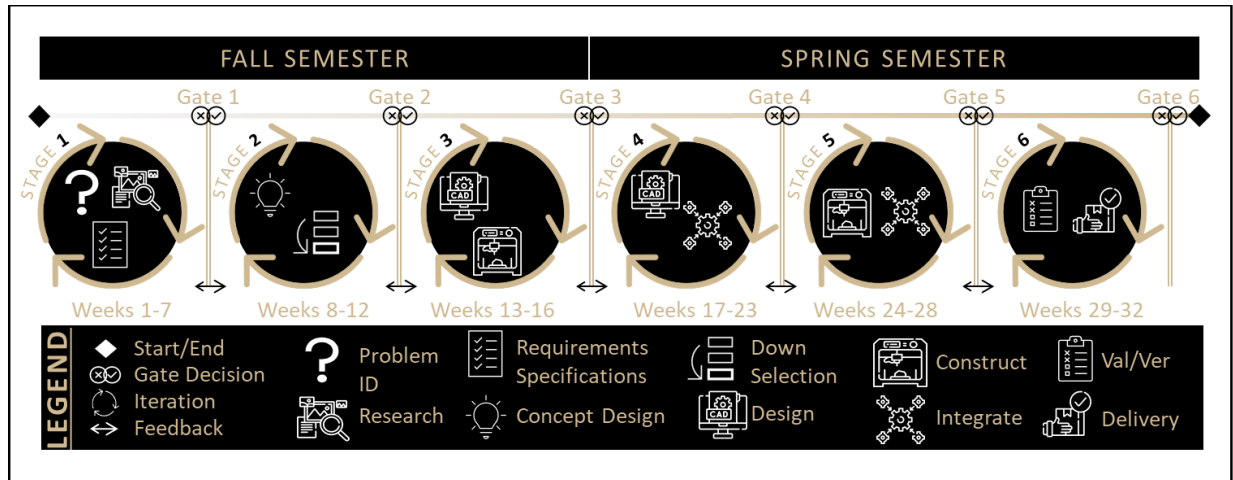 FALL SEMESTER
SPRING SEMESTER
Gate 1
Gate 2
Gate 3
Gate 4
Gate 5
Gate 6
STAGE 1
STAGE 2
STAGE 3
STAGE 4
STAGE 5
STAGE 6
CAD
CAD
Weeks 1-7
Weeks 8-12
Weeks 13-16
Weeks 17-23
Weeks 24-28
Weeks 29-32
LEGEND
Start/End
Gate Decision
Iteration
Feedback
Problem
ID
Research
Requirements
Specifications
Concept Design
Down
Selection
CAD
Design
Construct
Integrate
Val/Ver
Delivery